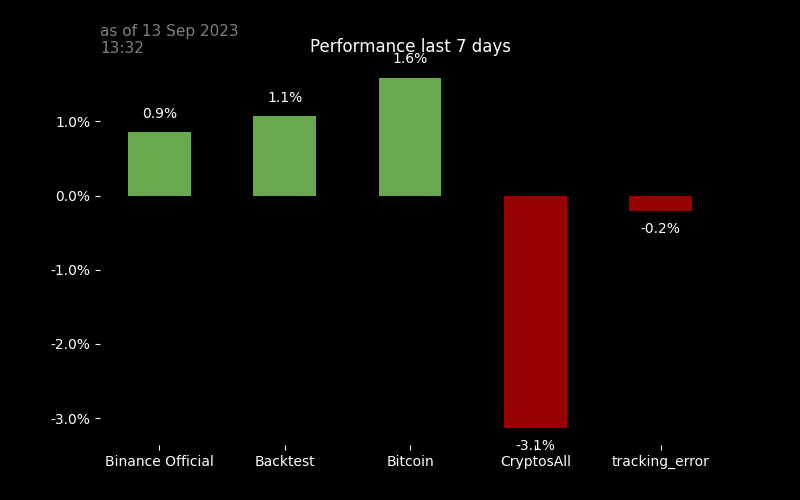 as of 13 Sep 2023
13:32
Performance last 7 days
1.6%
1.1%
0.9%
1.0%
0.0%
-0.2%
-1.0%
-2.0%
-3.0%
-3.1%
Binance Official
Backtest
Bitcoin
CryptosAll
tracking_error